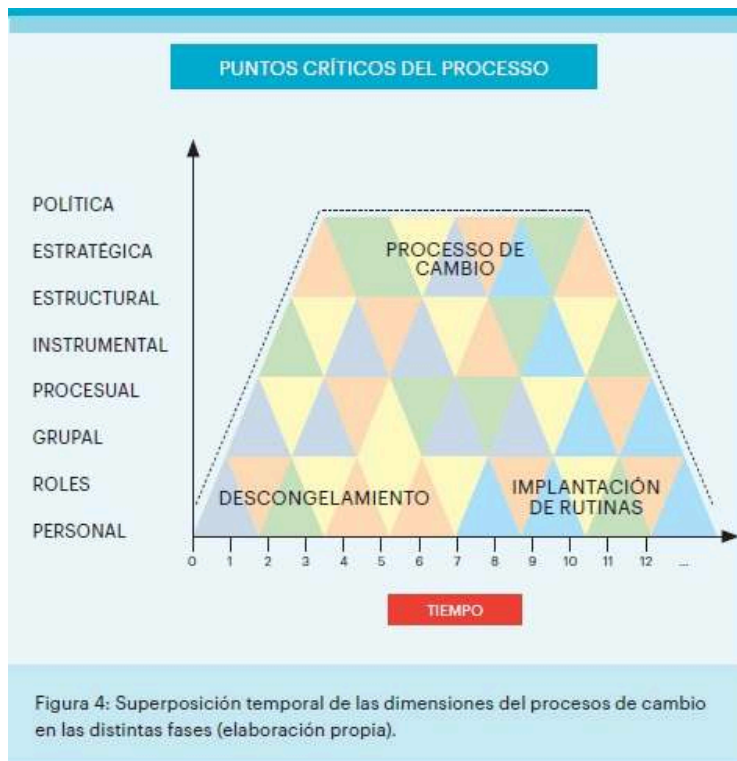 PUNTOS CRÍTICOS DEL PROCESSO
POLÍTICA
ESTRATÉGICA
ESTRUCTURAL
INSTRUMENTAL
PROCESUAL
GRUPAL
ROLES
PERSONAL
PROCESSO DE
CAMBIO
DESCONGELAMIENTO
IMPLANTACIÓN
DE RUTINAS
0 1 2 3 4 5 6 7 8 9 10 11 12 ...
TIEMPO
Figura 4: Superposición temporal de las dimensiones del procesos de cambio
en las distintas fases (elaboración propia).